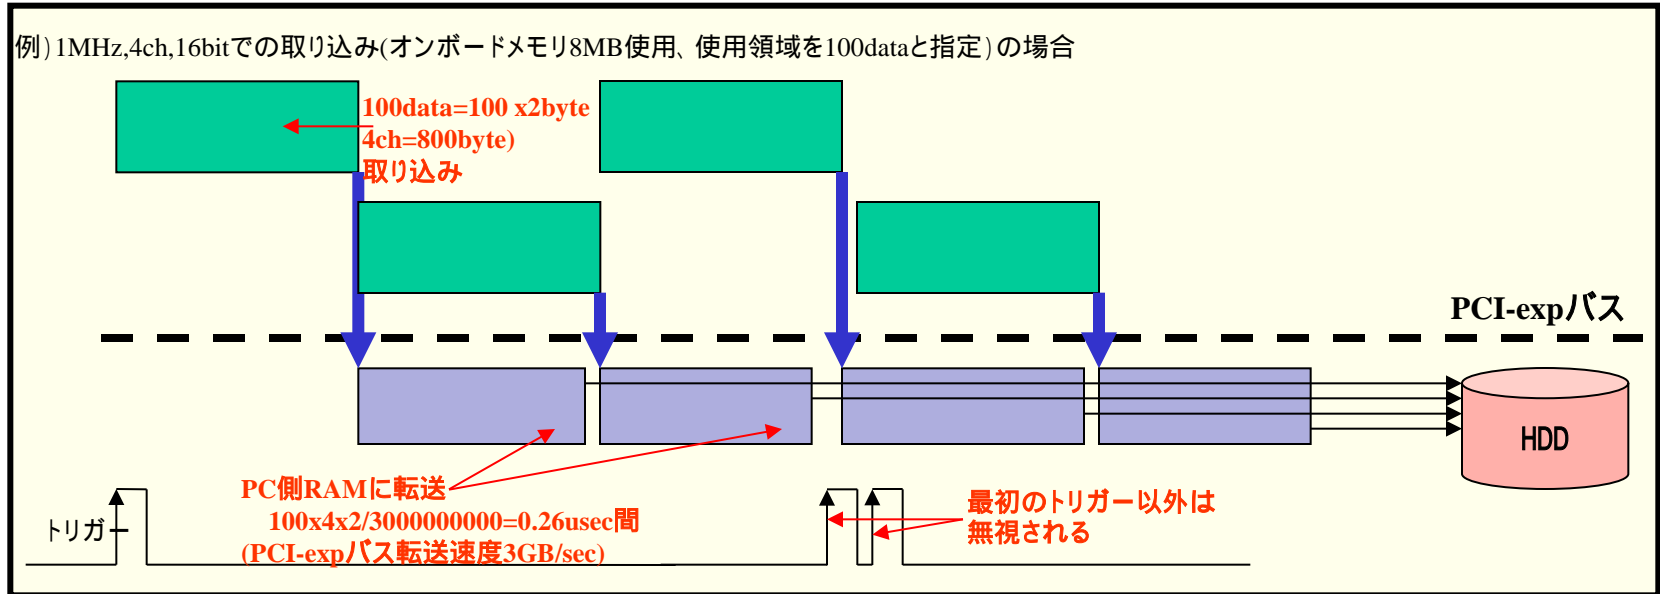 例)1MHz,4ch,16bitでの取り込み(オンボードメモリ8MB使用、使用領域を100dataと指定)の場合
100data=100 x2byte
4ch=800byte)
取り込み
PCI-expバス
HDD
PC側RAMに転送
100x4x2/3000000000=0.26usec間
(PCI-expバス転送速度3GB/sec)
トリガー
最初のトリガー以外は
無視される